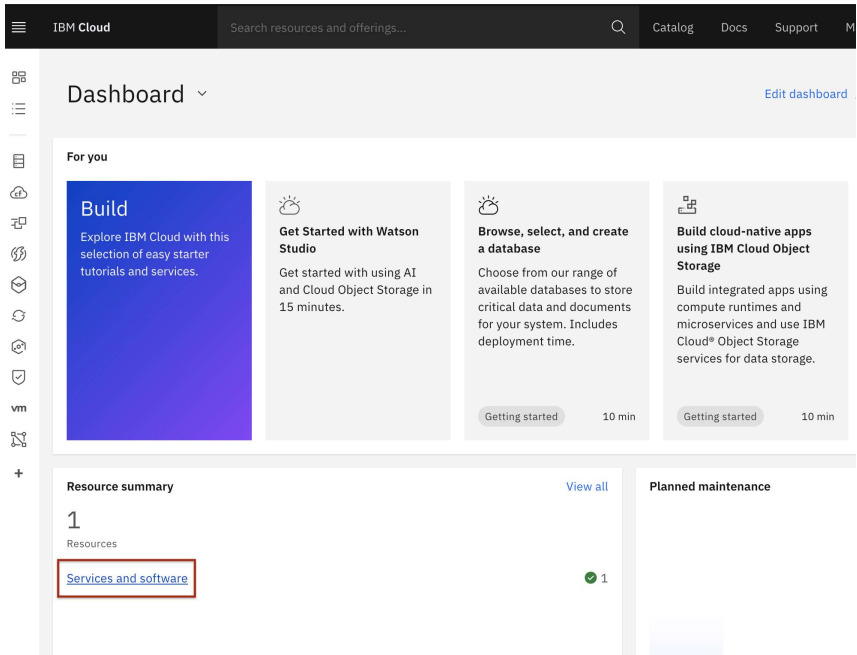 IBM Cloud
Search resources and offerings...
Catalog
Docs
Support
Dashboard
Edit dashboard
For you
Build
Explore IBM Cloud with this
selection of easy starter
tutorials and services.
Get Started with Watson
Studio
Get started with using AI
and Cloud Object Storage in
15 minutes.
Browse, select, and create
a database
Choose from our range of
available databases to store
critical data and documents
for your system. Includes
deployment time.
Getting started
10 min
Build cloud-native apps
using IBM Cloud Object
Storage
Build integrated apps using
compute runtimes and
microservices and use IBM
Cloud® Object Storage
services for data storage.
Getting started
10 min
cf
vm
Resource summary
View all
1
Resources
Services and software
1
Planned maintenance